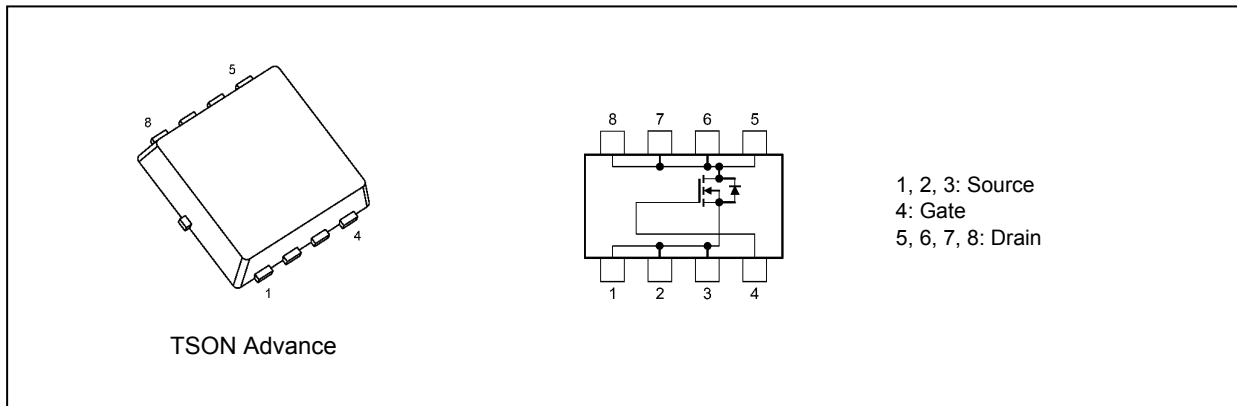 5
8
4
1
TSON Advance
8 7 6 5
1 2 3 4
1, 2, 3: Source
4: Gate
5, 6, 7, 8: Drain